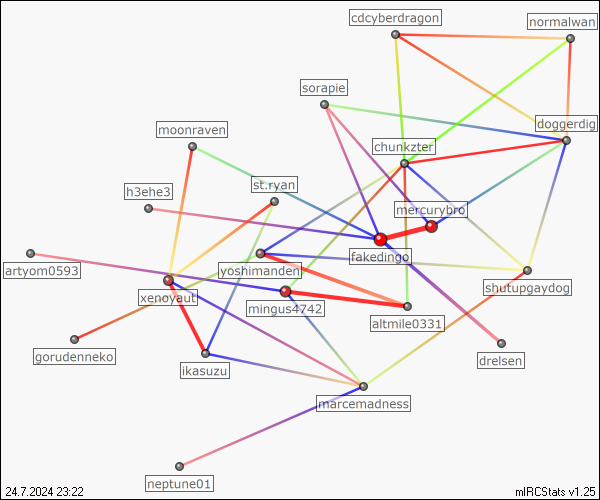 cdcyberdragon
normalwan
sorapie
doggerdig
moonraven
chunkzter
st.ryan
h3ehe3
mercurybro
fakedingo
artyom0593
yoshimanden
shutupgaydog
xenoyaut
mingus4742
altmile0331
gorudenneko
drelsen
ikasuzu
marcemadness
neptune01
24.7.2024 23:22
mIRCStats v1.25